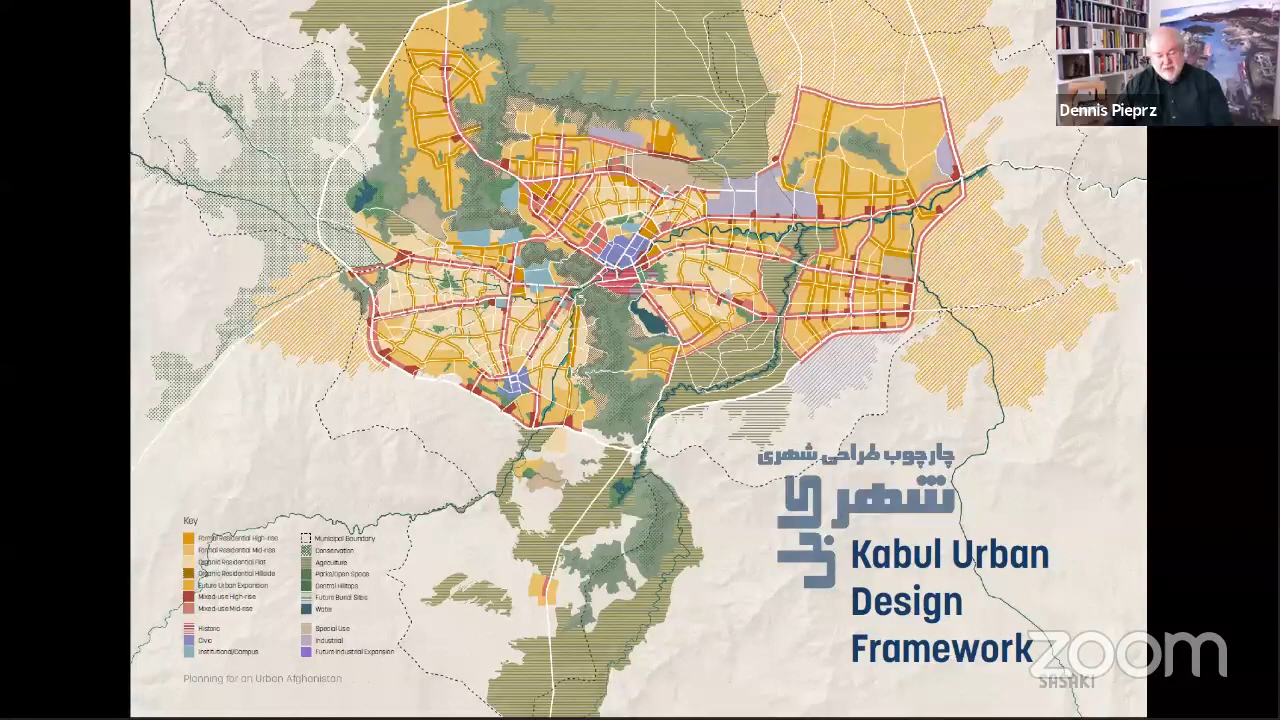 Dennis Pieprz
چارچوب طراحی شهری
شهری
Kabul Urban
Design
Framework
zoom
SASAKI
Key
Formal Residential High-rise
Formal Residential Mid-rise
Organic Residential Flat
Organic Residential Hillside
Future Urban Expansion
Mixed-use High-rise
Mixed-use Mid-rise
Historic
Civic
Institutional/Campus
Municipal Boundary
Conservation
Agriculture
Parks/Open Space
Central Hilltops
Future Burial Sites
Water
Special Use
Industrial
Future Industrial Expansion
Planning for an Urban Afghanistan